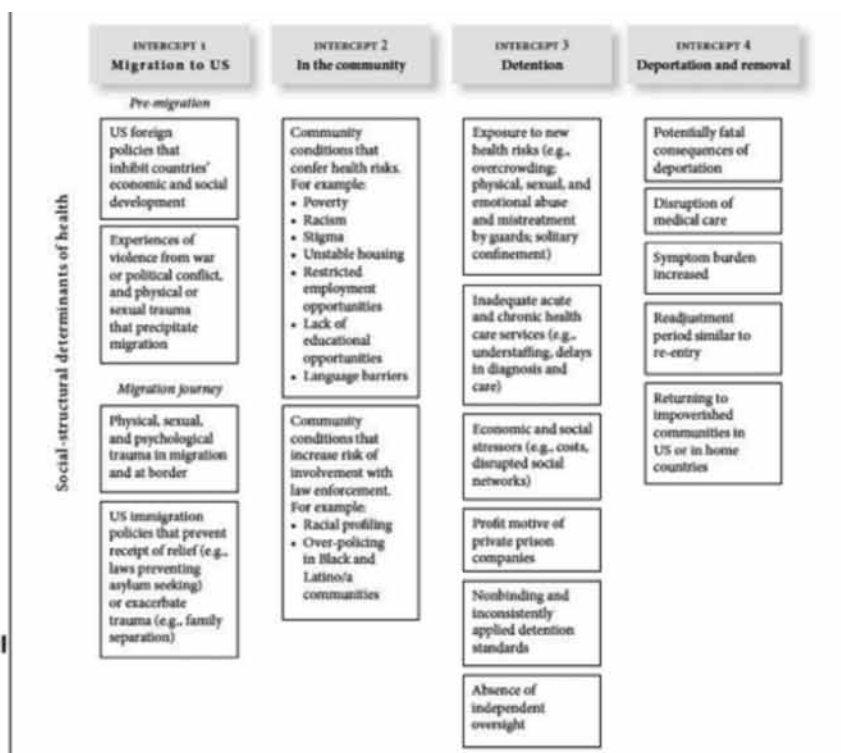 INTERCEPT 1
Migration to US
Pre-migration
US foreign
policies that
inhibit countries'
economic and social
development
Experiences of
violence from war
or political conflict,
and physical or
sexual trauma
that precipitate
migration
Migration journey
Physical, sexual,
and psychological
trauma in migration
and at border
US immigration
policies that prevent
receipt of relief (e.g.,
laws preventing
asylum seeking)
or exacerbate
trauma (e.g., family
separation)
INTERCEPT 2
In the community
Community
conditions that
confer health risks.
For example:
• Poverty
• Racism
• Stigma
• Unstable housing
• Restricted
employment
opportunities
• Lack of
educational
opportunities
• Language barriers
Community
conditions that
increase risk of
involvement with
law enforcement.
For example:
• Racial profiling
• Over-policing
in Black and
Latino/a
communities
INTERCEPT 3
Detention
Exposure to new
health risks (e.g.,
overcrowding;
physical, sexual, and
emotional abuse
and mistreatment
by guards; solitary
confinement)
Inadequate acute
and chronic health
care services (e.g.,
understaffing, delays
in diagnosis and
care)
Economic and social
stressors (e.g., costs,
disrupted social
networks)
Profit motive of
private prison
companies
Nonbinding and
inconsistently
applied detention
standards
Absence of
independent
oversight
INTERCEPT 4
Deportation and removal
Potentially fatal
consequences of
deportation
Disruption of
medical care
Symptom burden
increased
Readjustment
period similar to
re-entry
Returning to
impoverished
communities in
US or in home
countries
Social-structural determinants of health